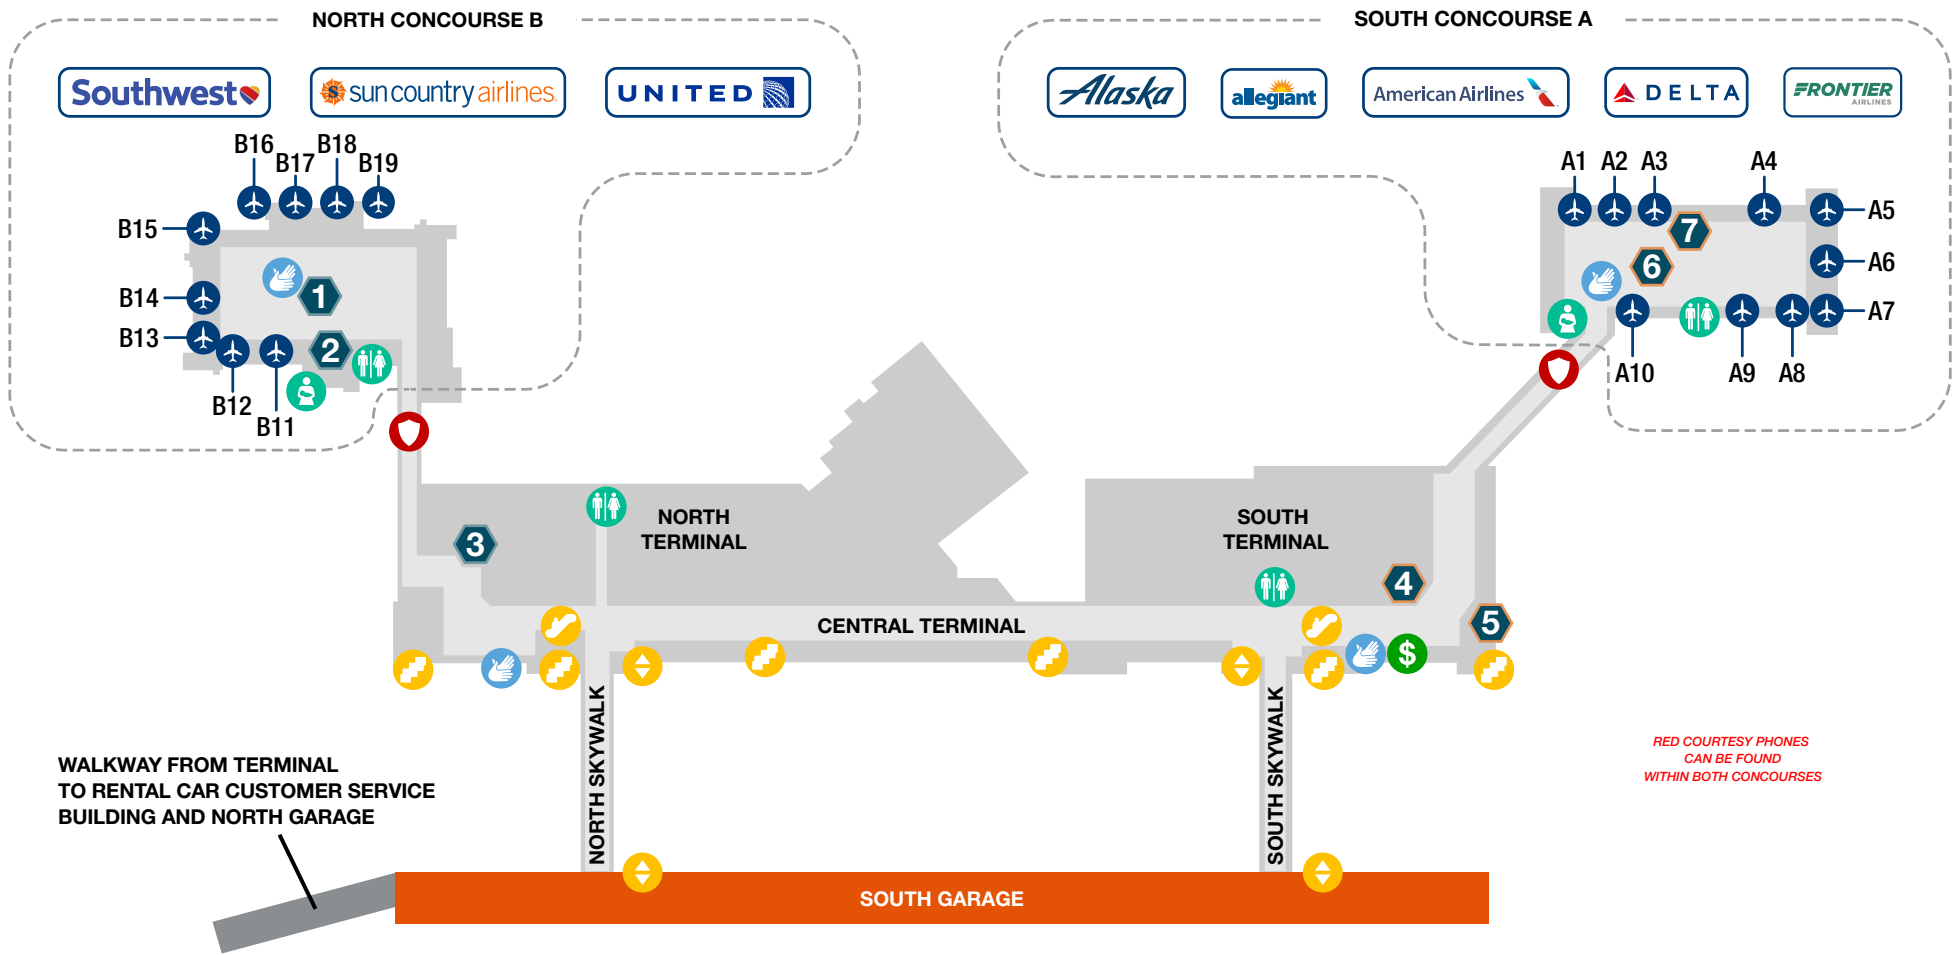 NORTH CONCOURSE B
SOUTH CONCOURSE A
Southwest
sun country airlines
UNITED
Alaska
allegiant
American Airlines
DELTA
FRONTIER
AIRLINES
B16
B17
B18
B19
B15
B14
B13
B12
B11
1
2
A1
A2
A3
A4
A5
A6
A7
A8
A9
A10
7
6
3
NORTH
TERMINAL
SOUTH
TERMINAL
4
5
CENTRAL TERMINAL
$
NORTH SKYWALK
SOUTH SKYWALK
RED COURTESY PHONES
CAN BE FOUND
WITHIN BOTH CONCOURSES
WALKWAY FROM TERMINAL
TO RENTAL CAR CUSTOMER SERVICE
BUILDING AND NORTH GARAGE
SOUTH GARAGE